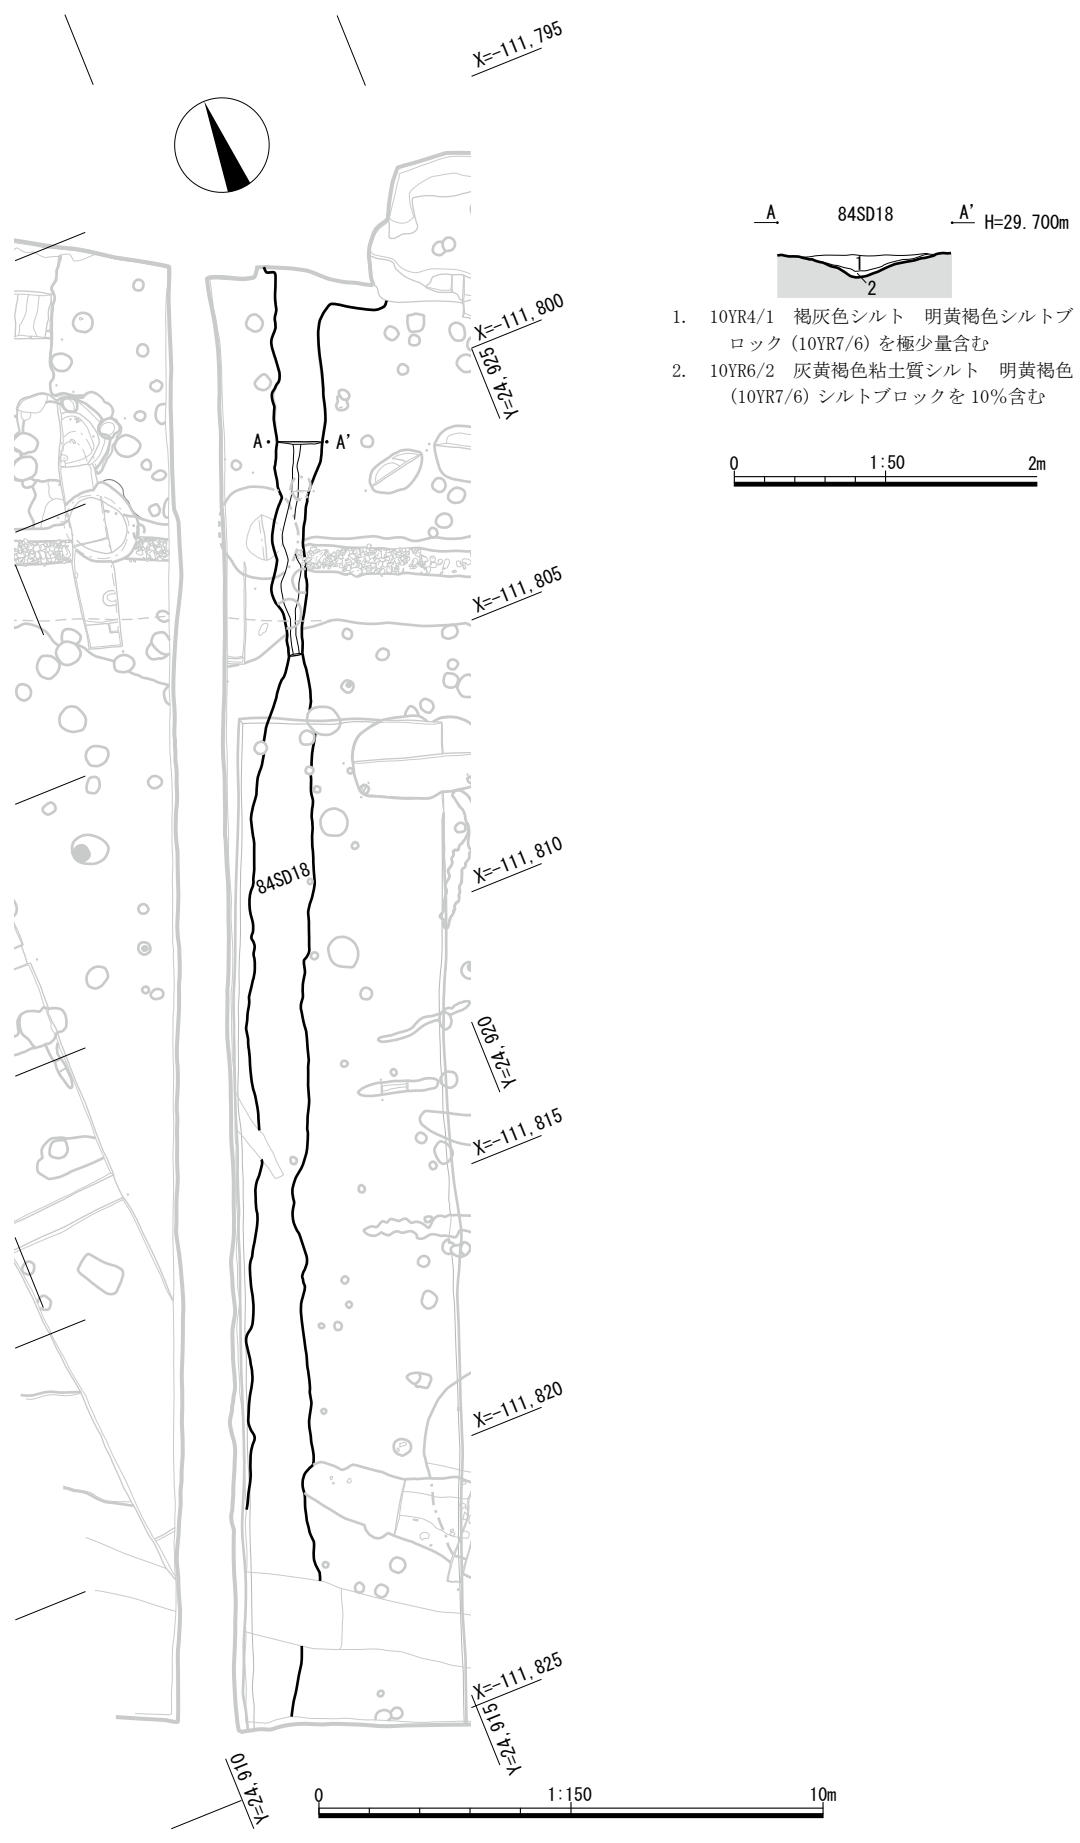 X=-111,795
A 84SD18 A' H=29.700m
1
2
1. 10YR4/1 褐灰色シルト 明黄褐色シルトブ
ロック (10YR7/6) を極少量含む
2. 10YR6/2 灰黄褐色粘土質シルト 明黄褐色
(10YR7/6) シルトブロックを 10％含む
0 1:50 2m
X=-111,800
Y=24,925
A A'
X=-111,805
X=-111,810
84SD18
Y=24,920
X=-111,815
X=-111,820
X=-111,825
Y=24,915
Y=24,910
0 1:150 10m